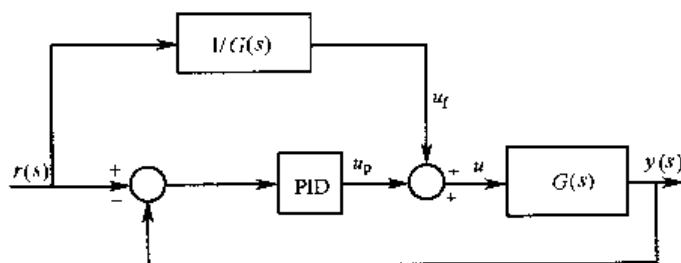 1/G(s)
u_f
r(s)
+
−
PID
u_p
+
+
u
G(s)
y(s)